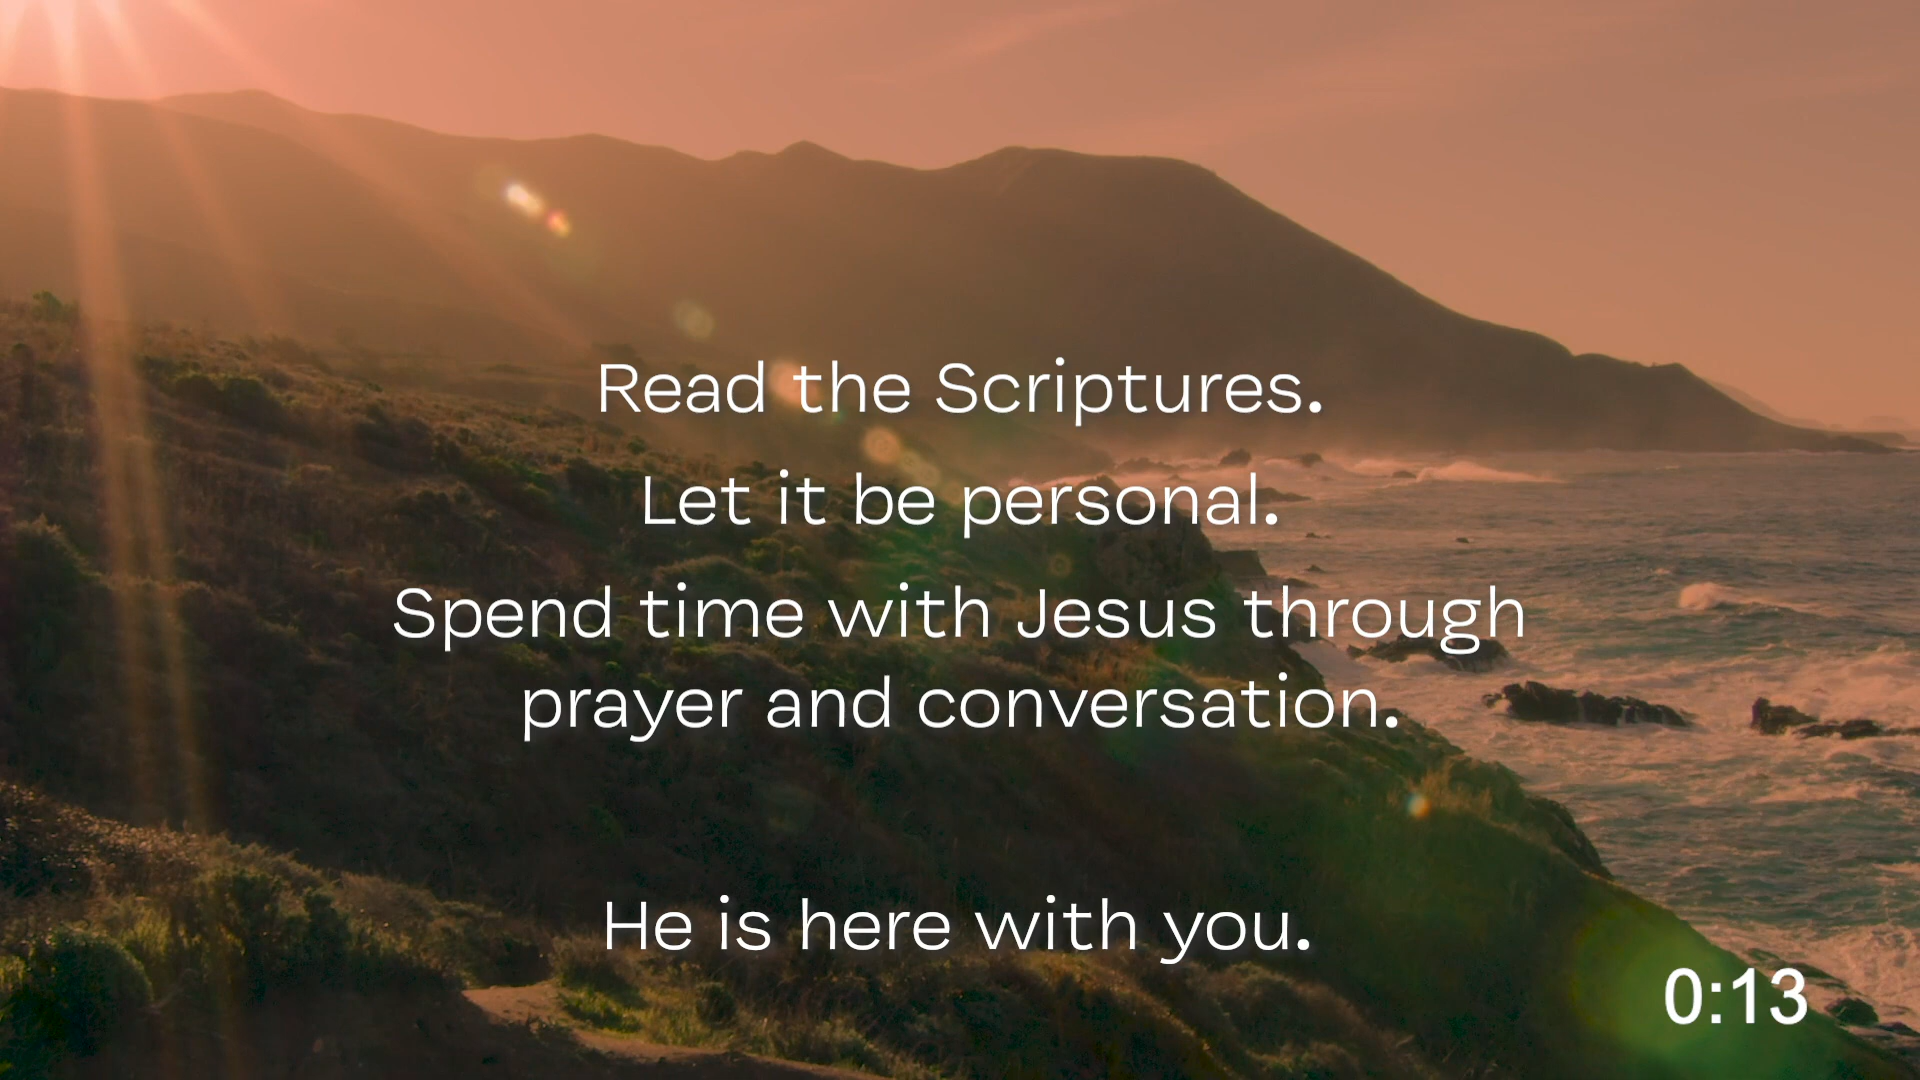 Read the Scriptures.
Let it be personal.
Spend time with Jesus through
prayer and conversation.
He is here with you.
0:13